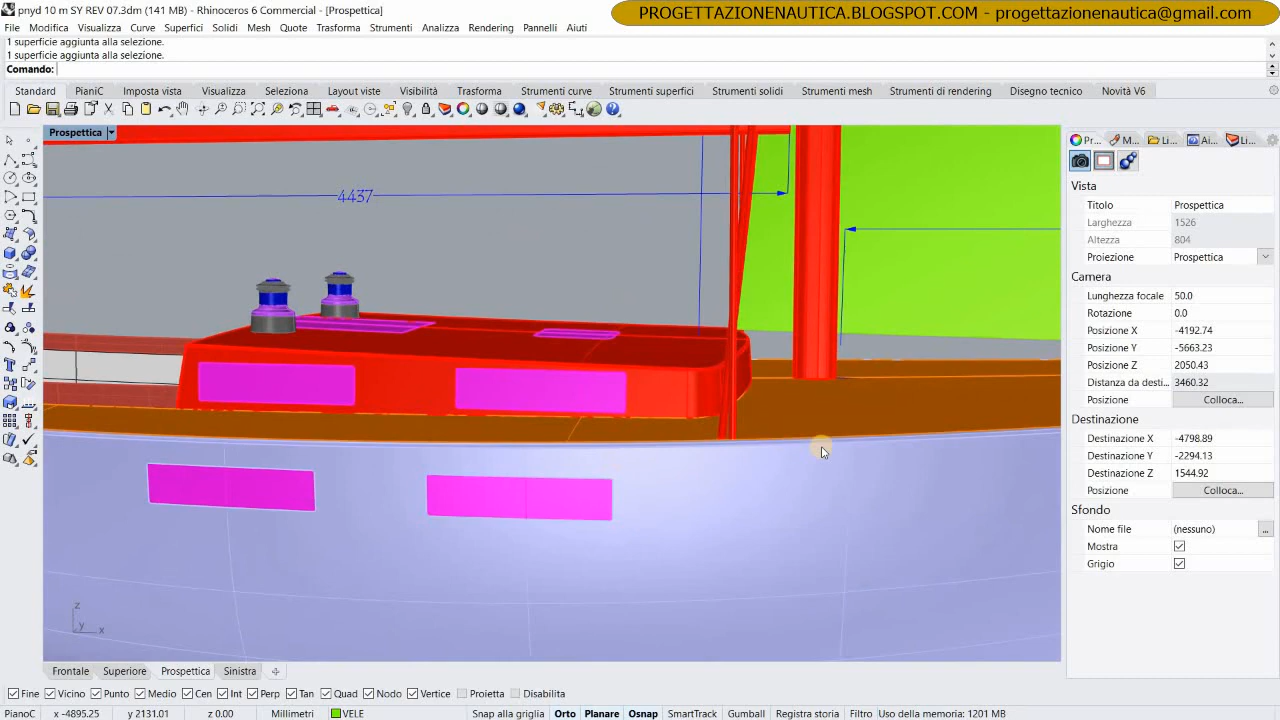 pnyd 10 m SY REV 07.3dm (141 MB) - Rhinoceros 6 Commercial - [Prospettica]
PROGETTAZIONENAUTICA.BLOGSPOT.COM - progettazionenautica@gmail.com
File Modifica Visualizza Curve Superfici Solidi Mesh Quote Trasforma Strumenti Analizza Rendering Pannelli Aiuti
1 superficie aggiunta alla selezione.
1 superficie aggiunta alla selezione.
Comando:
Standard PianiC Imposta vista Visualizza Seleziona Layout Visibilità Trasforma Strumenti curve Strumenti superfici Strumenti solidi Strumenti mesh Strumenti di rendering Disegno tecnico Novità V6
Prospettica
4437
Pr... M... Li... Ai... Li...
Vista
Titolo Prospettica
Larghezza 1526
Altezza 804
Proiezione Prospettica
Camera
Lunghezza focale 50.0
Rotazione 0.0
Posizione X -4192.74
Posizione Y -5663.23
Posizione Z 2050.43
Distanza da desti... 3460.32
Posizione Colloca...
Destinazione
Destinazione X -4798.89
Destinazione Y -2294.13
Destinazione Z 1544.92
Posizione Colloca...
Sfondo
Nome file (nessuno) ...
Mostra
Grigio
z
y x
Frontale Superiore Prospettica Sinistra
Fine Vicino Punto Medio Cen Int Perp Tan Quad Nodo Vertice Proietta Disabilita
PianoC x -4895.25 y 2131.01 z 0.00 Millimetri VELE Snap alla griglia Orto Planare Osnap SmartTrack Gumball Registra storia Filtro Uso della memoria: 1201 MB